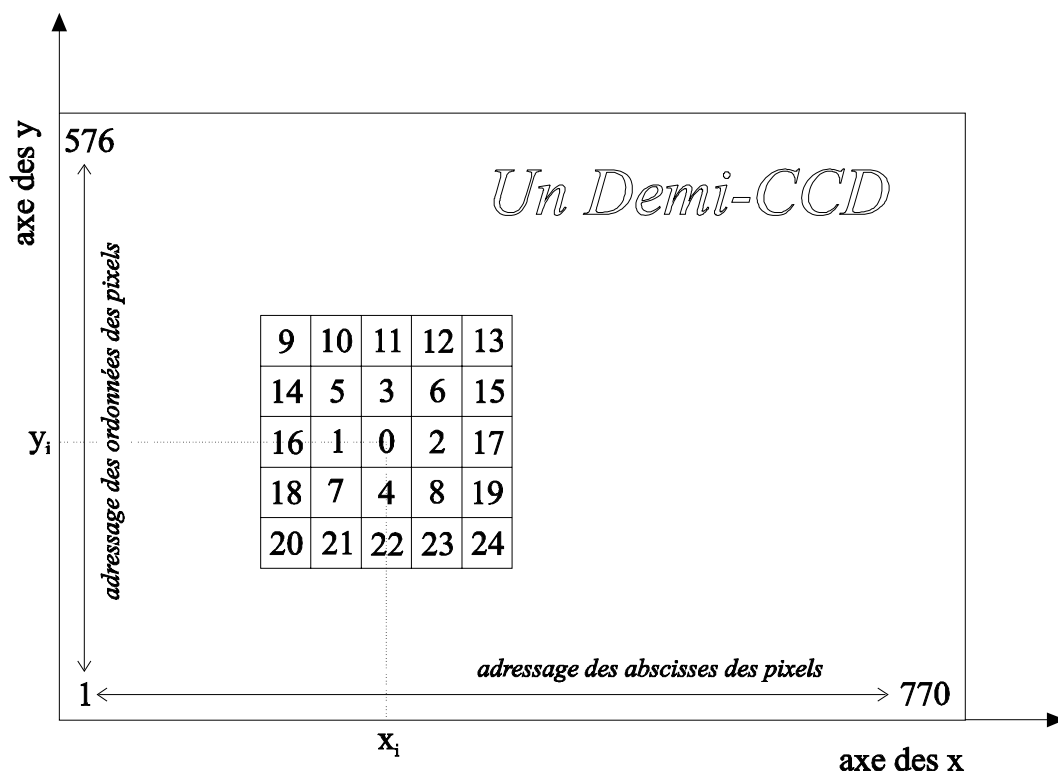 axe des y
576
Un Demi-CCD
adressage des ordonnées des pixels
9 10 11 12 13
14 5 3 6 15
16 1 0 2 17
18 7 4 8 19
20 21 22 23 24
yi
adressage des abscisses des pixels
1 770
xi
axe des x